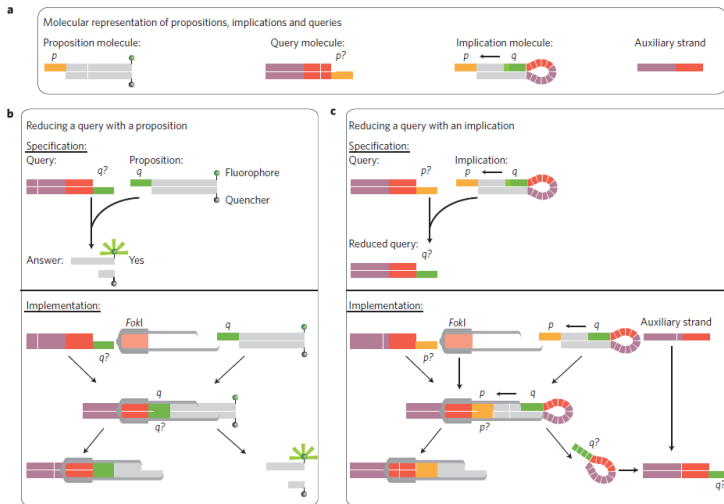 a
Molecular representation of propositions, implications and queries
Proposition molecule: Query molecule: Implication molecule: Auxiliary strand
p p? p q
b
Reducing a query with a proposition
Specification:
Query: Proposition:
q? q
Fluorophore
Quencher
Answer: Yes
Implementation:
FokI
q
q?
q
q?
c
Reducing a query with an implication
Specification:
Query: Implication:
p? p q
Reduced query:
q?
Implementation:
FokI
p q
Auxiliary strand
p?
p q
p?
q?
q?